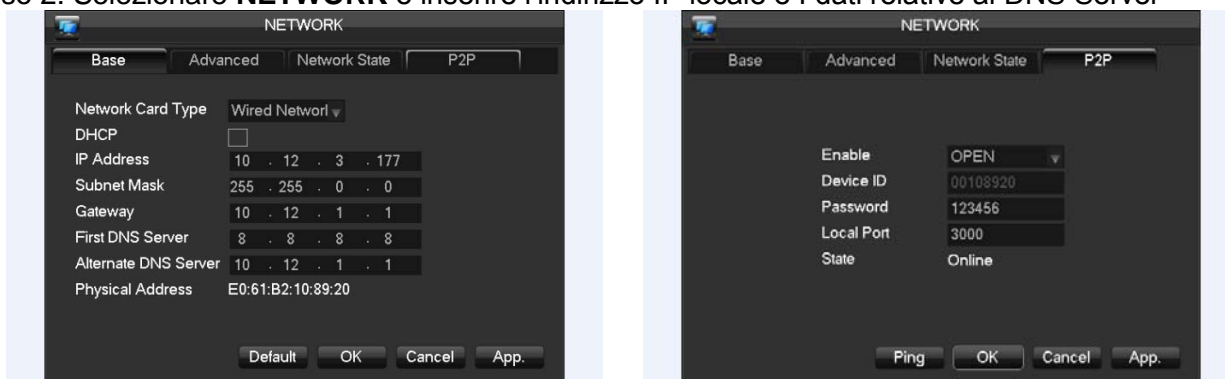 so 2. Selezionare NETWORK e inserire l'indirizzo IP locale e i dati relativo al DNS Server
NETWORK
Base Advanced Network State P2P
Network Card Type Wired Networl
DHCP
IP Address 10 . 12 . 3 . 177
Subnet Mask 255 . 255 . 0 . 0
Gateway 10 . 12 . 1 . 1
First DNS Server 8 . 8 . 8 . 8
Alternate DNS Server 10 . 12 . 1 . 1
Physical Address E0:61:B2:10:89:20
Default OK Cancel App.
NETWORK
Base Advanced Network State P2P
Enable OPEN
Device ID 00108920
Password 123456
Local Port 3000
State Online
Ping OK Cancel App.